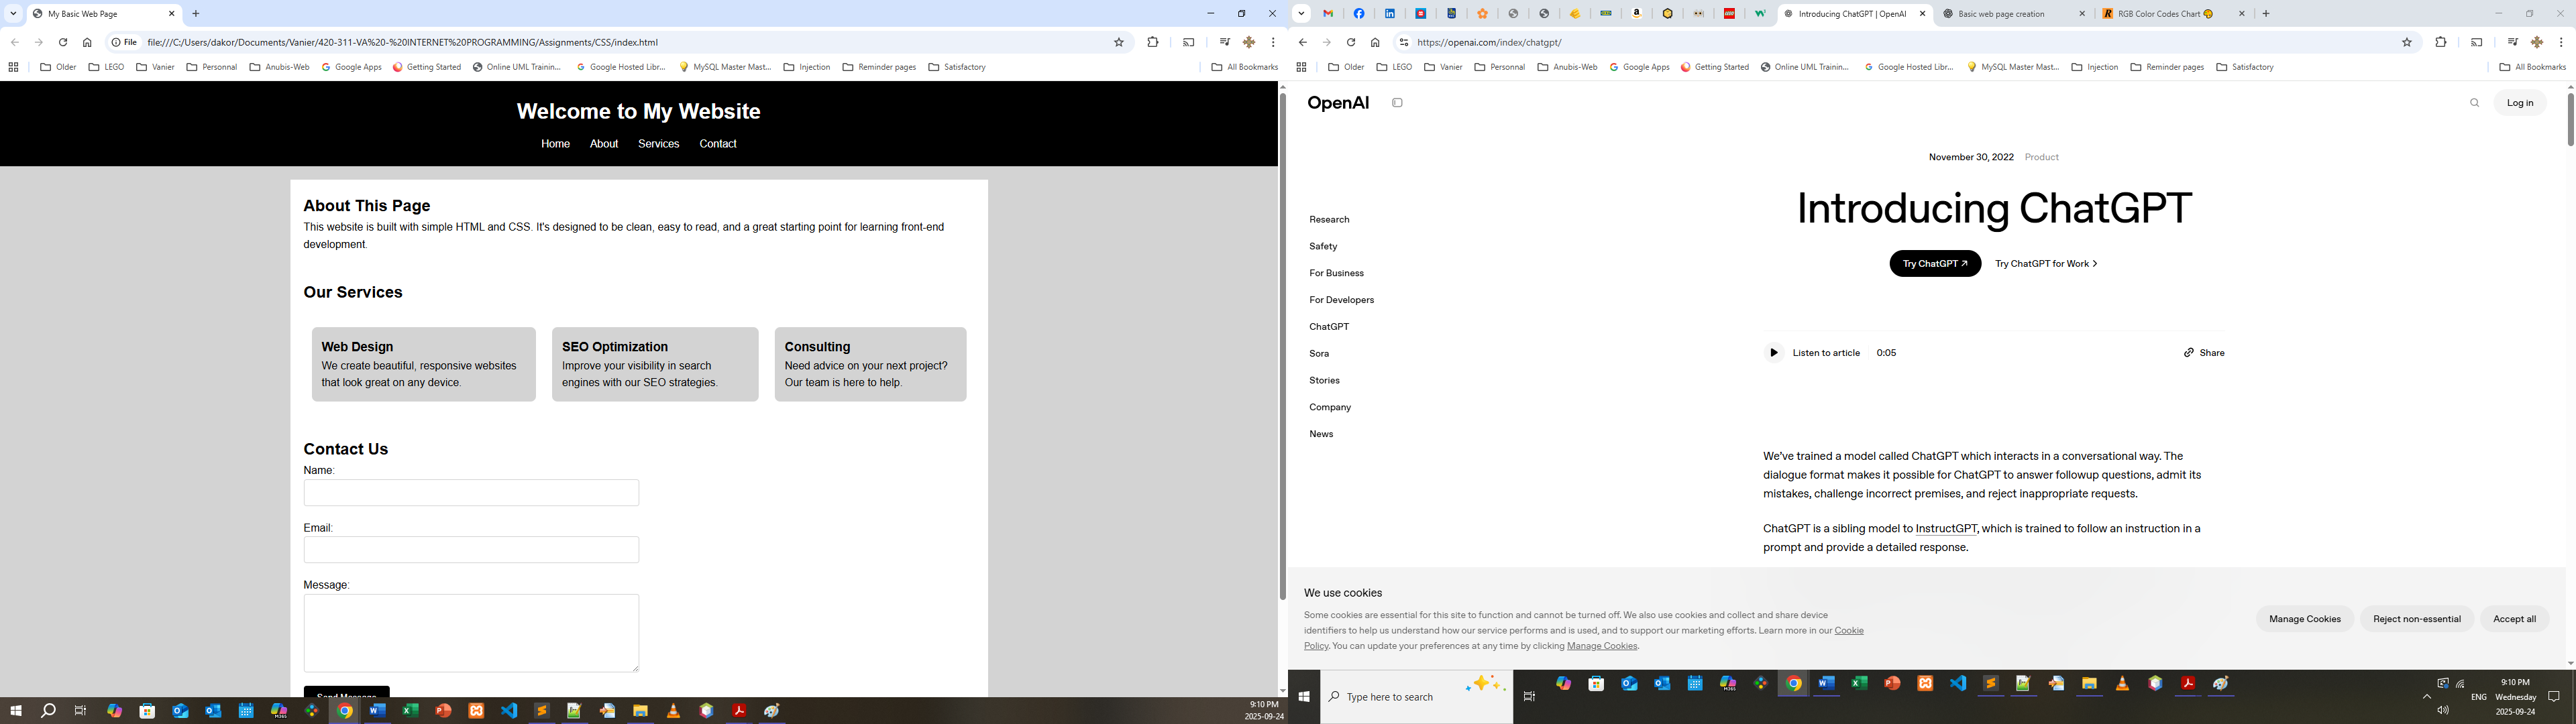 My Basic Web Page
File file:///C:/Users/dakor/Documents/Vanier/420-311-VA%20-%20INTERNET%20PROGRAMMING/Assignments/CSS/index.html
Older LEGO Vanier Personnal Anubis-Web Google Apps Getting Started Online UML Trainin... Google Hosted Libr... MySQL Master Mast... Injection Reminder pages Satisfactory All Bookmarks
Welcome to My Website
Home About Services Contact
About This Page
This website is built with simple HTML and CSS. It's designed to be clean, easy to read, and a great starting point for learning front-end
development.
Our Services
Web Design
We create beautiful, responsive websites
that look great on any device.
SEO Optimization
Improve your visibility in search
engines with our SEO strategies.
Consulting
Need advice on your next project?
Our team is here to help.
Contact Us
Name:
Email:
Message:
Send Message
9:10 PM
2025-09-24
Introducing ChatGPT | OpenAI Basic web page creation RGB Color Codes Chart
https://openai.com/index/chatgpt/
Older LEGO Vanier Personnal Anubis-Web Google Apps Getting Started Online UML Trainin... Google Hosted Libr... MySQL Master Mast... Injection Reminder pages Satisfactory All Bookmarks
OpenAI
Log in
November 30, 2022 Product
Introducing ChatGPT
Try ChatGPT Try ChatGPT for Work
Research
Safety
For Business
For Developers
ChatGPT
Sora
Stories
Company
News
Listen to article 0:05 Share
We've trained a model called ChatGPT which interacts in a conversational way. The
dialogue format makes it possible for ChatGPT to answer followup questions, admit its
mistakes, challenge incorrect premises, and reject inappropriate requests.
ChatGPT is a sibling model to InstructGPT, which is trained to follow an instruction in a
prompt and provide a detailed response.
We use cookies
Some cookies are essential for this site to function and cannot be turned off. We also use cookies and collect and share device
identifiers to help us understand how our service performs and is used, and to support our marketing efforts. Learn more in our Cookie
Policy. You can update your preferences at any time by clicking Manage Cookies.
Manage Cookies Reject non-essential Accept all
Type here to search
ENG
9:10 PM
Wednesday
2025-09-24